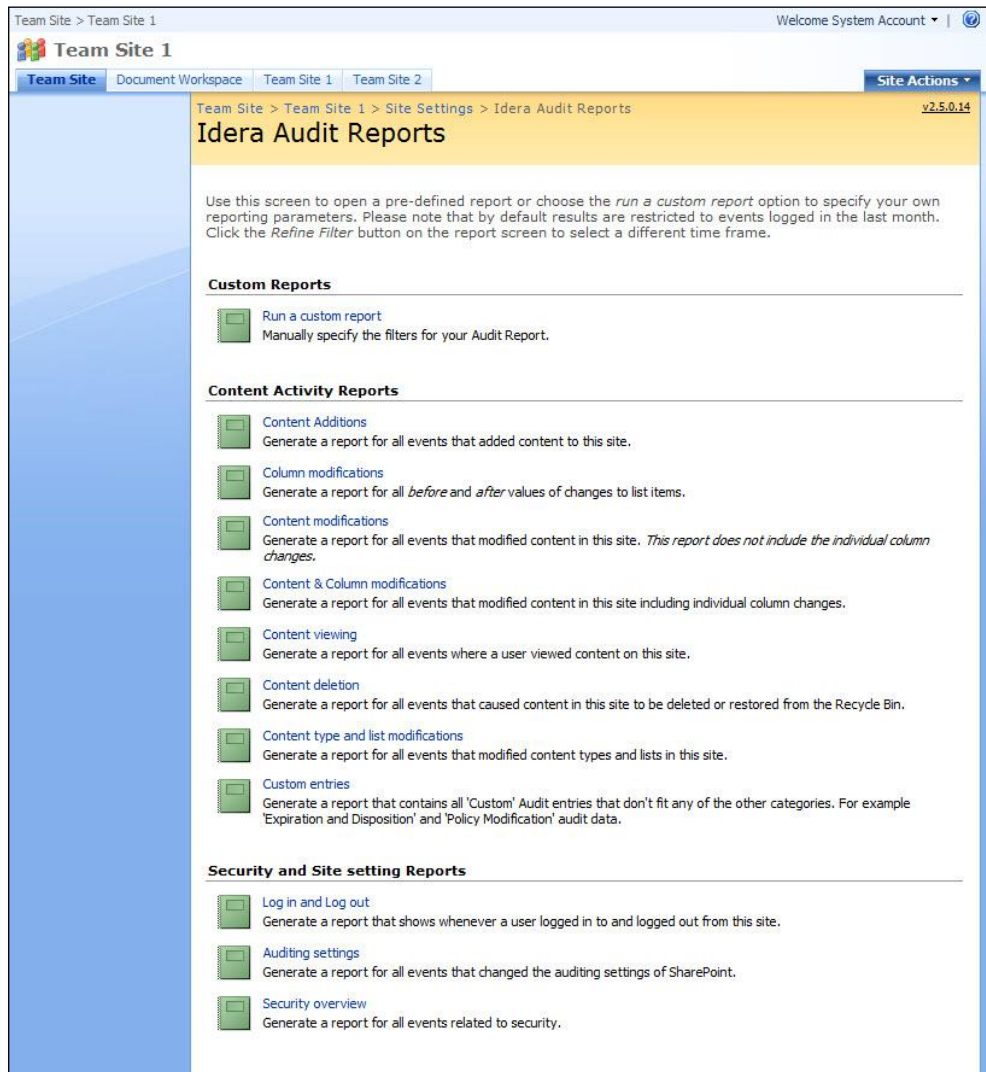 Team Site > Team Site 1
Welcome System Account
Team Site 1
Team Site
Document Workspace
Team Site 1
Team Site 2
Site Actions
Team Site > Team Site 1 > Site Settings > Idera Audit Reports
v2.5.0.14
Idera Audit Reports
Use this screen to open a pre-defined report or choose the run a custom report option to specify your own
reporting parameters. Please note that by default results are restricted to events logged in the last month.
Click the Refine Filter button on the report screen to select a different time frame.
Custom Reports
Run a custom report
Manually specify the filters for your Audit Report.
Content Activity Reports
Content Additions
Generate a report for all events that added content to this site.
Column modifications
Generate a report for all before and after values of changes to list items.
Content modifications
Generate a report for all events that modified content in this site. This report does not include the individual column
changes.
Content & Column modifications
Generate a report for all events that modified content in this site including individual column changes.
Content viewing
Generate a report for all events where a user viewed content on this site.
Content deletion
Generate a report for all events that caused content in this site to be deleted or restored from the Recycle Bin.
Content type and list modifications
Generate a report for all events that modified content types and lists in this site.
Custom entries
Generate a report that contains all 'Custom' Audit entries that don't fit any of the other categories. For example
'Expiration and Disposition' and 'Policy Modification' audit data.
Security and Site setting Reports
Log in and Log out
Generate a report that shows whenever a user logged in to and logged out from this site.
Auditing settings
Generate a report for all events that changed the auditing settings of SharePoint.
Security overview
Generate a report for all events related to security.